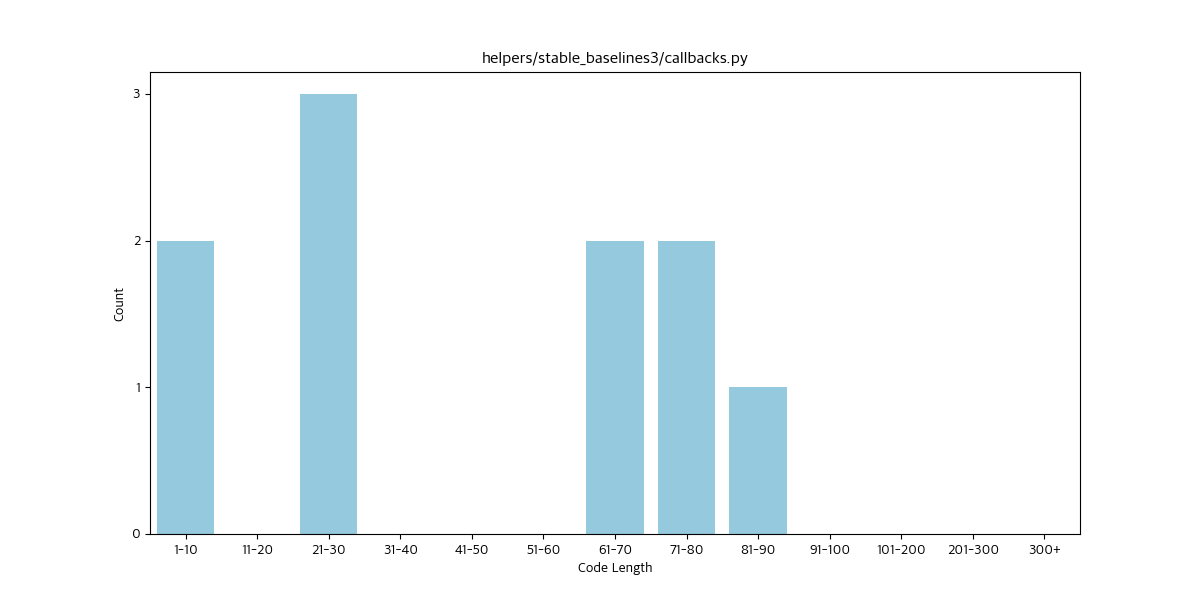 helpers/stable_baselines3/callbacks.py
3
2
1
0
Count
1-10 11-20 21-30 31-40 41-50 51-60 61-70 71-80 81-90 91-100 101-200 201-300 300+
Code Length